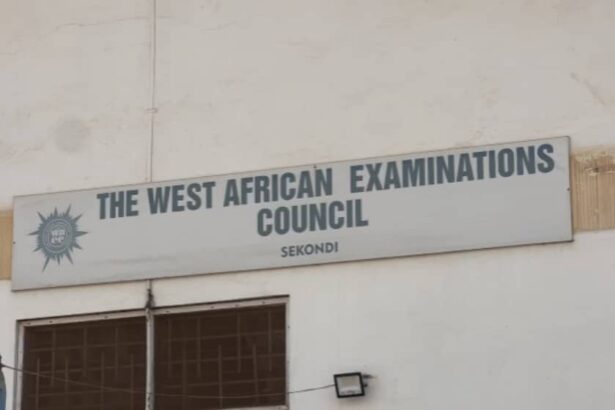 THE WEST AFRICAN EXAMINATIONS
COUNCIL
SEKONDI